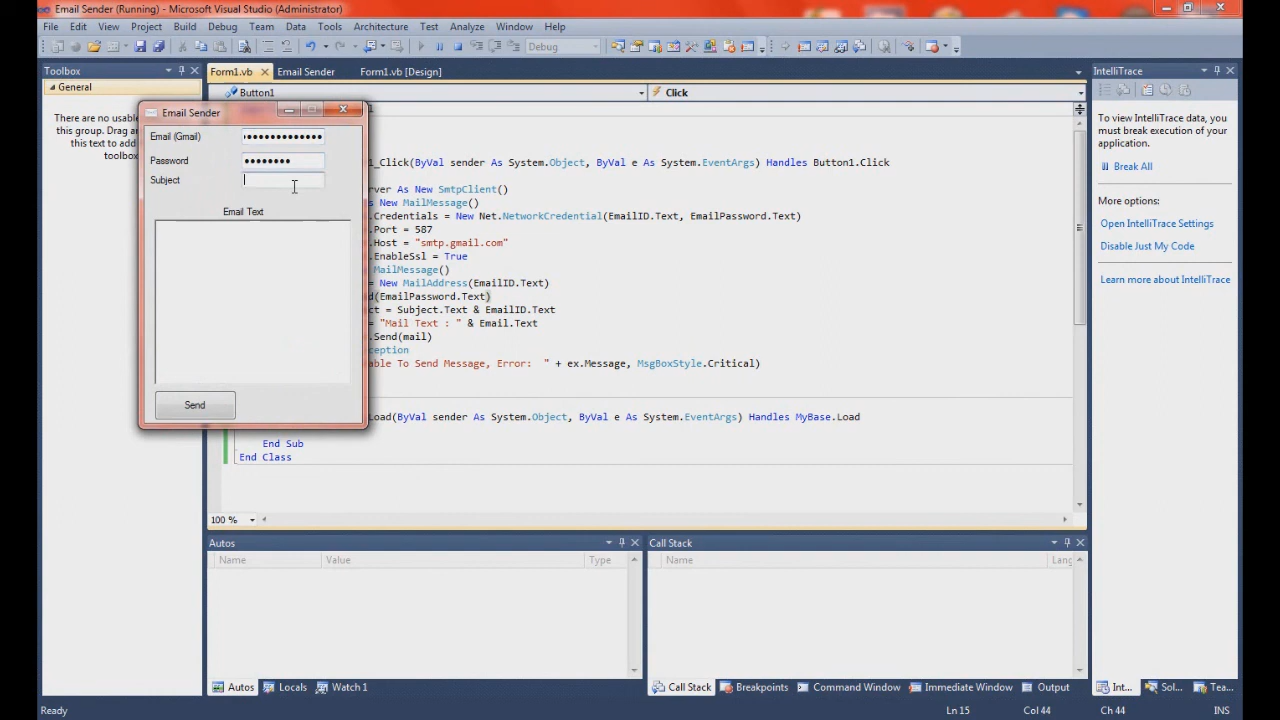 Email Sender (Running) - Microsoft Visual Studio (Administrator)
File Edit View Project Build Debug Team Data Tools Architecture Test Analyze Window Help
Debug
Toolbox
General
There are no usable
this group. Drag an
this text to add
toolbox
Email Sender
Email (Gmail)
Password
Subject
Email Text
Send
Form1.vb Email Sender Form1.vb [Design]
Button1 Click
1_Click(ByVal sender As System.Object, ByVal e As System.EventArgs) Handles Button1.Click
rver As New SmtpClient()
s New MailMessage()
.Credentials = New Net.NetworkCredential(EmailID.Text, EmailPassword.Text)
.Port = 587
.Host = "smtp.gmail.com"
.EnableSsl = True
MailMessage()
= New MailAddress(EmailID.Text)
d(EmailPassword.Text)
ct = Subject.Text & EmailID.Text
= "Mail Text : " & Email.Text
.Send(mail)
ception
able To Send Message, Error:  " + ex.Message, MsgBoxStyle.Critical)
oad(ByVal sender As System.Object, ByVal e As System.EventArgs) Handles MyBase.Load
End Sub
End Class
100 %
Autos
Name Value Type
Autos Locals Watch 1
Call Stack
Name Lang
Call Stack Breakpoints Command Window Immediate Window Output
IntelliTrace
To view IntelliTrace data, you
must break execution of your
application.
Break All
More options:
Open IntelliTrace Settings
Disable Just My Code
Learn more about IntelliTrace
Int... Sol... Tea...
Ready Ln 15 Col 44 Ch 44 INS